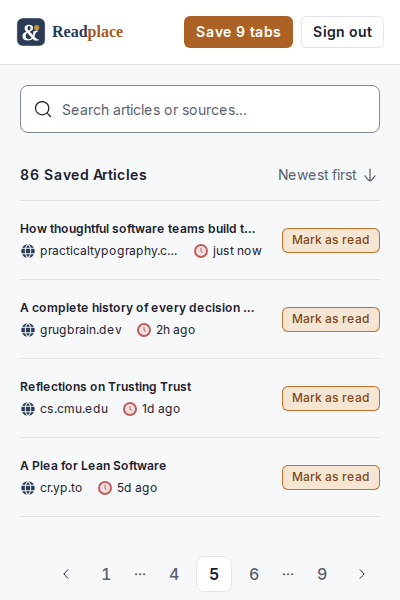 & Readplace
Save 9 tabs
Sign out
Search articles or sources...
86 Saved Articles
Newest first ↓
How thoughtful software teams build t...
practicaltypography.c... just now
Mark as read
A complete history of every decision ...
grugbrain.dev 2h ago
Mark as read
Reflections on Trusting Trust
cs.cmu.edu 1d ago
Mark as read
A Plea for Lean Software
cr.yp.to 5d ago
Mark as read
‹ 1 ... 4 5 6 ... 9 ›